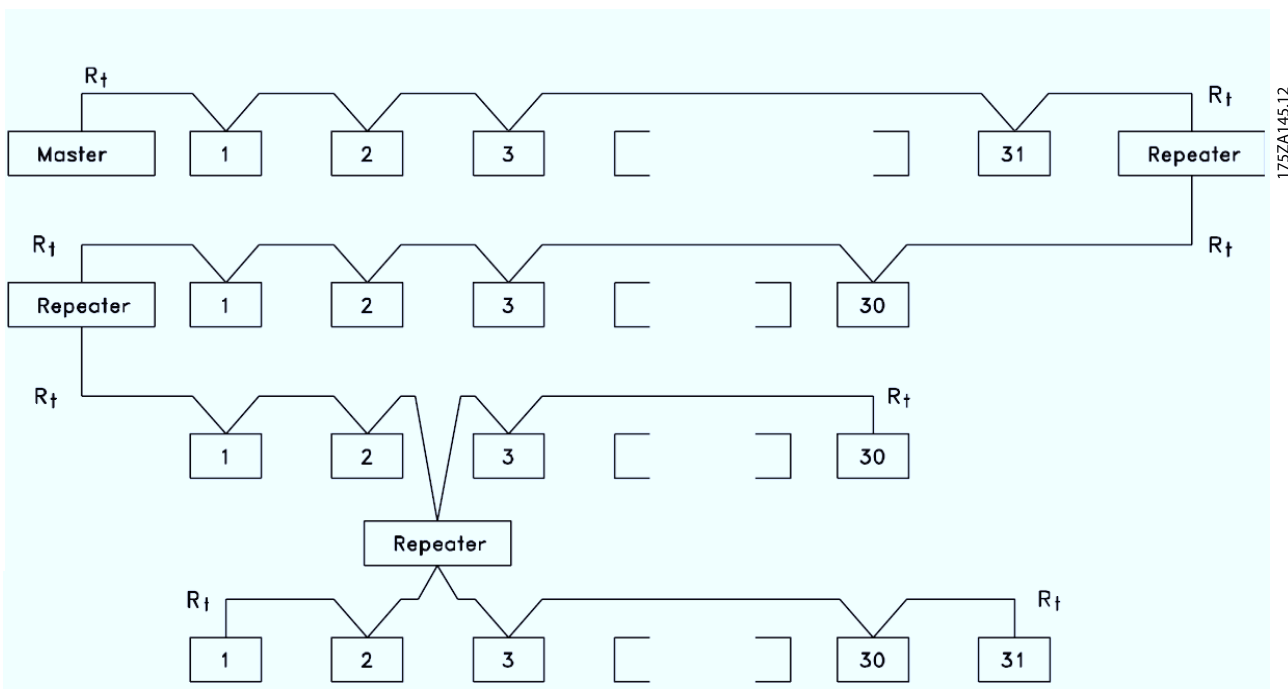 Rt Rt
Master 1 2 3 31 Repeater
175ZA145.12
Rt Rt
Repeater 1 2 3 30
Rt Rt
1 2 3 30
Repeater
Rt Rt
1 2 3 30 31